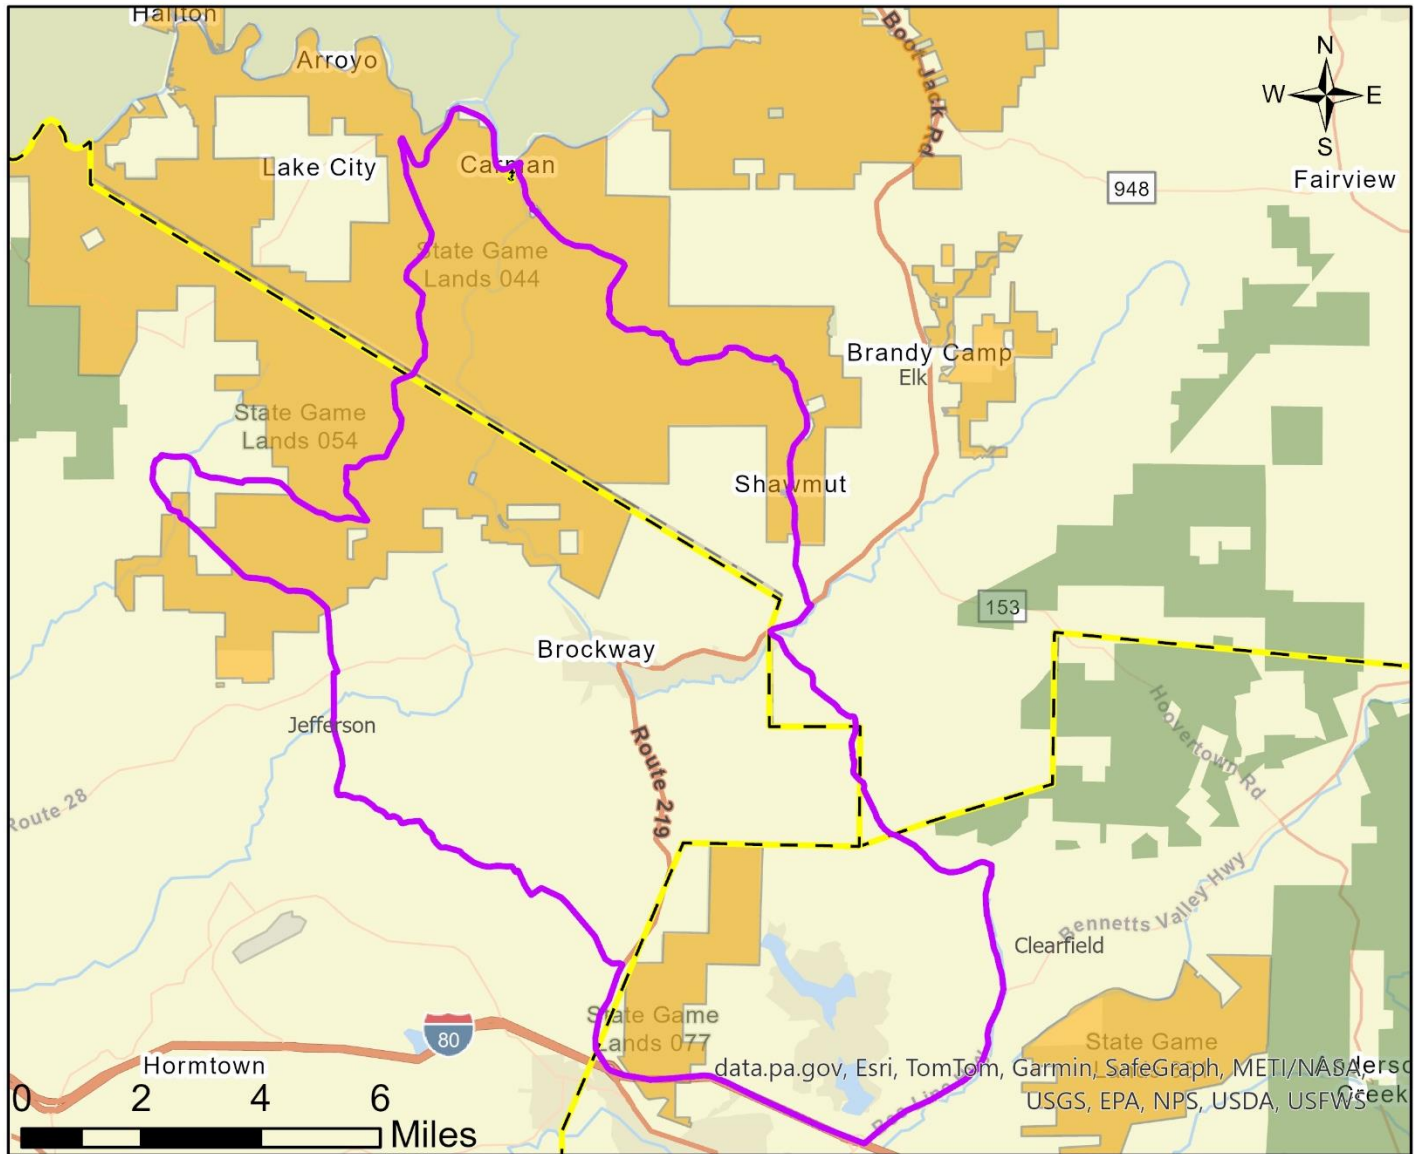 Hallton
Arroyo
Boot Jack Rd
N
W
E
S
Lake City
Carman
948
Fairview
State Game
Lands 044
Brandy Camp
Elk
State Game
Lands 054
Shawmut
153
Brockway
Hoovertown Rd
Jefferson
Route 219
Route 28
Bennetts Valley Hwy
Clearfield
State Game
Lands 077
State Game
80
Hormtown
data.pa.gov, Esri, TomTom, Garmin, SafeGraph, METI/NASA,
USGS, EPA, NPS, USDA, USFWS
Creek
0 2 4 6
Miles